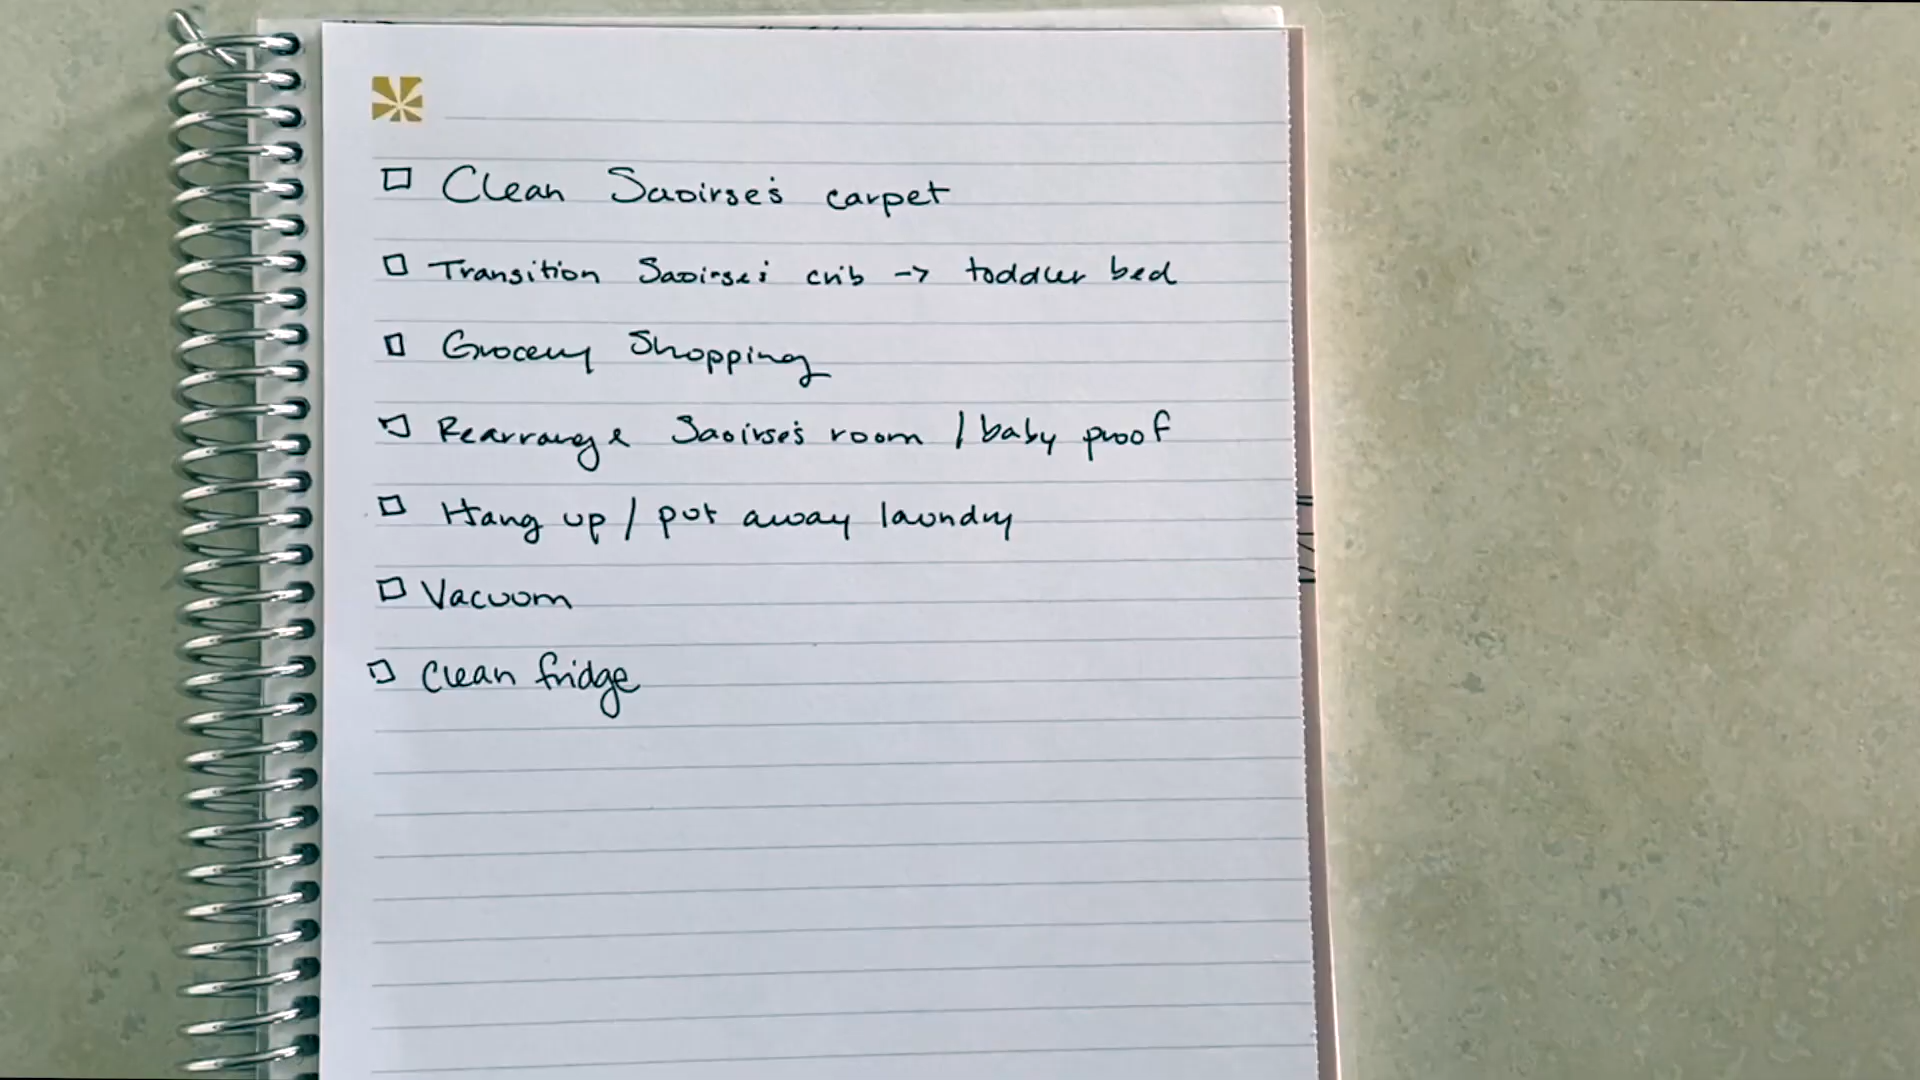 ☐ Clean Saoirse's carpet
☐ Transition Saoirse's crib -> toddler bed
☐ Grocery Shopping
☐ Rearrange Saoirse's room / baby proof
☐ Hang up / put away laundry
☐ Vacuum
☐ Clean fridge